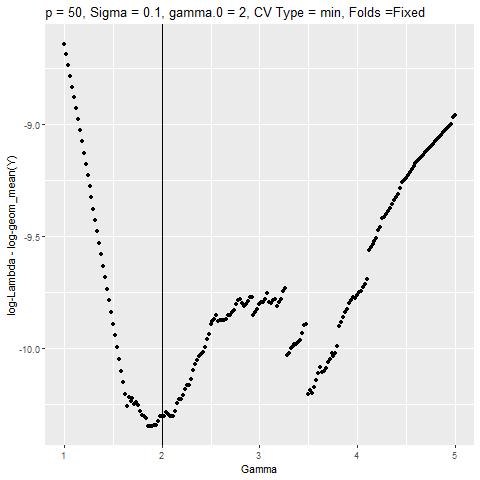 p = 50, Sigma = 0.1, gamma.0 = 2, CV Type = min, Folds =Fixed
log-Lambda - log-geom_mean(Y)
-9.0
-9.5
-10.0
1 2 3 4 5
Gamma